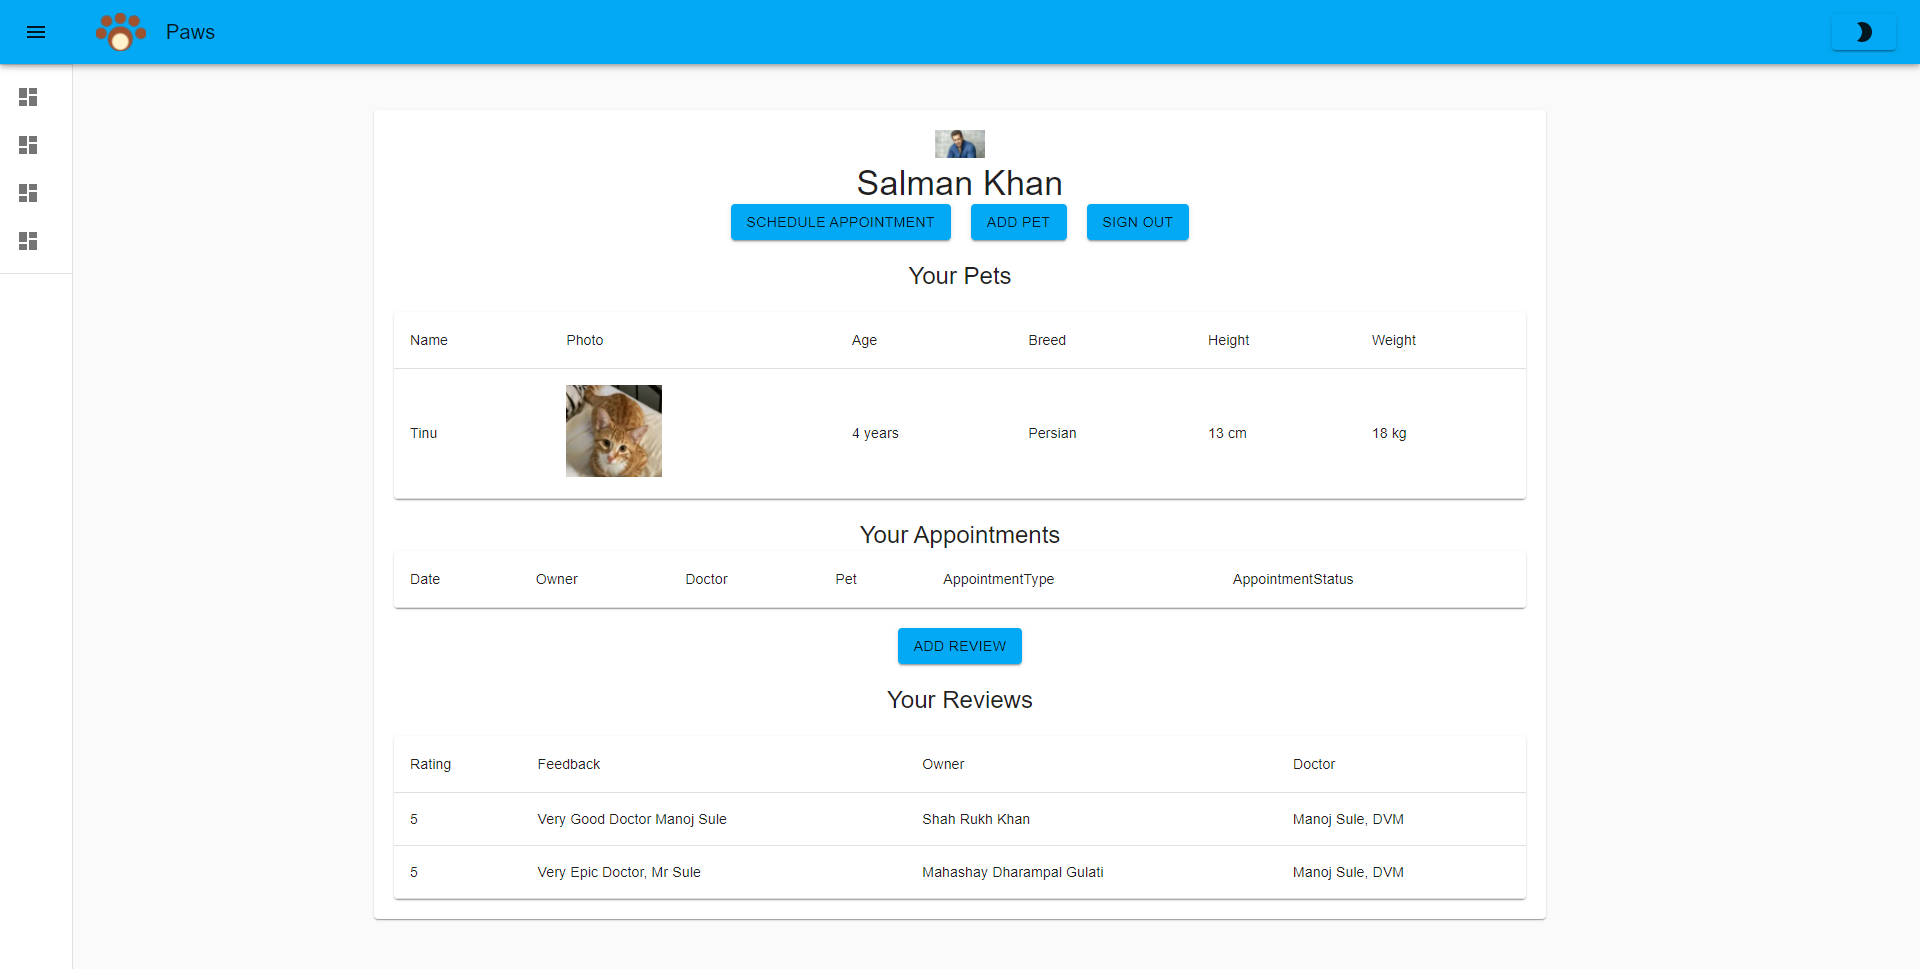 Paws
Salman Khan
SCHEDULE APPOINTMENT ADD PET SIGN OUT
Your Pets
Name Photo Age Breed Height Weight
Tinu 4 years Persian 13 cm 18 kg
Your Appointments
Date Owner Doctor Pet AppointmentType AppointmentStatus
ADD REVIEW
Your Reviews
Rating Feedback Owner Doctor
5 Very Good Doctor Manoj Sule Shah Rukh Khan Manoj Sule, DVM
5 Very Epic Doctor, Mr Sule Mahashay Dharampal Gulati Manoj Sule, DVM